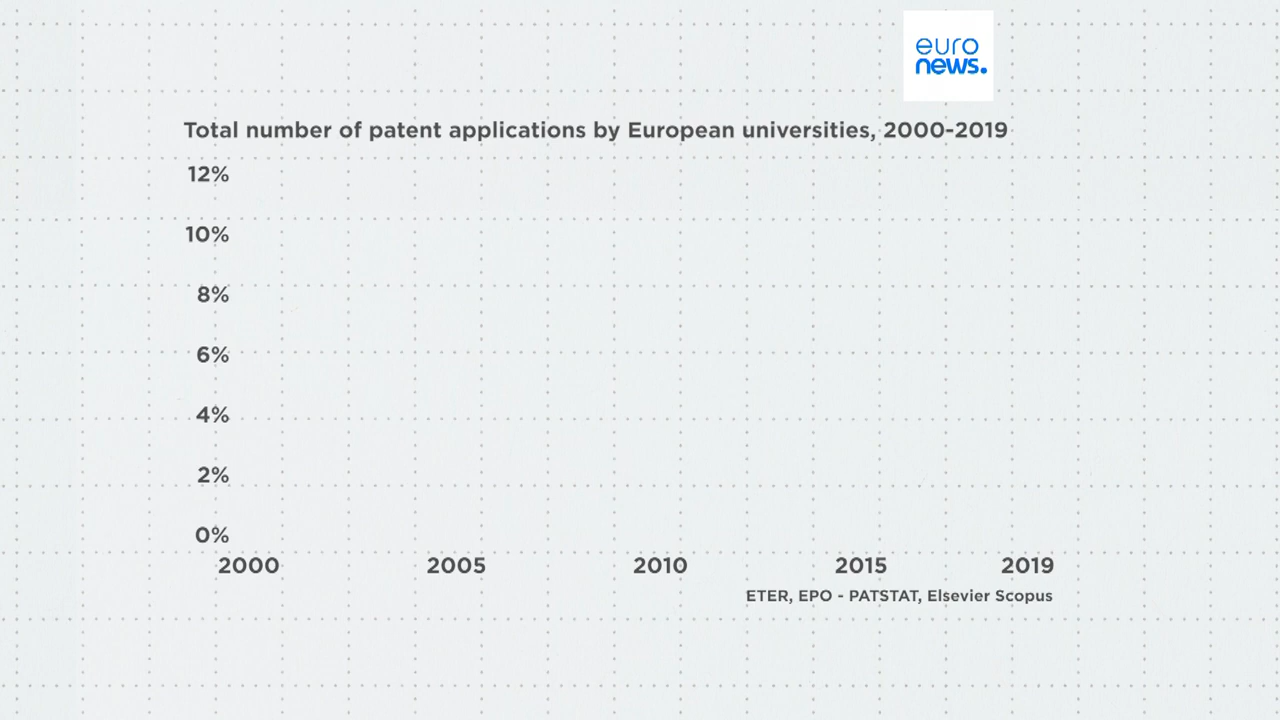 euro
news.
Total number of patent applications by European universities, 2000-2019
12%
10%
8%
6%
4%
2%
0%
2000 2005 2010 2015 2019
ETER, EPO - PATSTAT, Elsevier Scopus